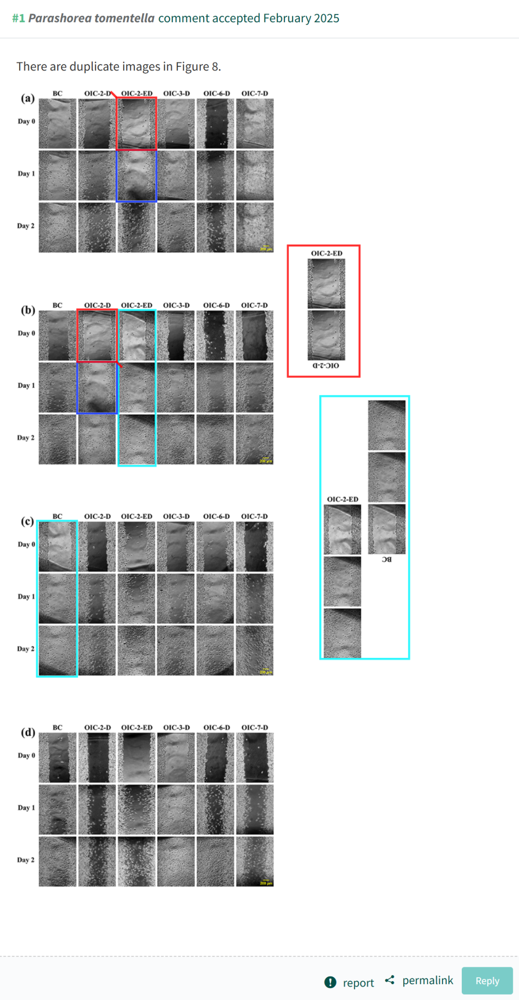 #1 Parashorea tomentella comment accepted February 2025
There are duplicate images in Figure 8.
(a) BC OIC-2-D OIC-2-ED OIC-3-D OIC-6-D OIC-7-D
Day 0
Day 1
Day 2
200 µm
OIC-2-ED
OIC-2-D
(b) BC OIC-2-D OIC-2-ED OIC-3-D OIC-6-D OIC-7-D
Day 0
Day 1
Day 2
200 µm
OIC-2-ED
BC
(c) BC OIC-2-D OIC-2-ED OIC-3-D OIC-6-D OIC-7-D
Day 0
Day 1
Day 2
200 µm
(d) BC OIC-2-D OIC-2-ED OIC-3-D OIC-6-D OIC-7-D
Day 0
Day 1
Day 2
200 µm
report permalink Reply